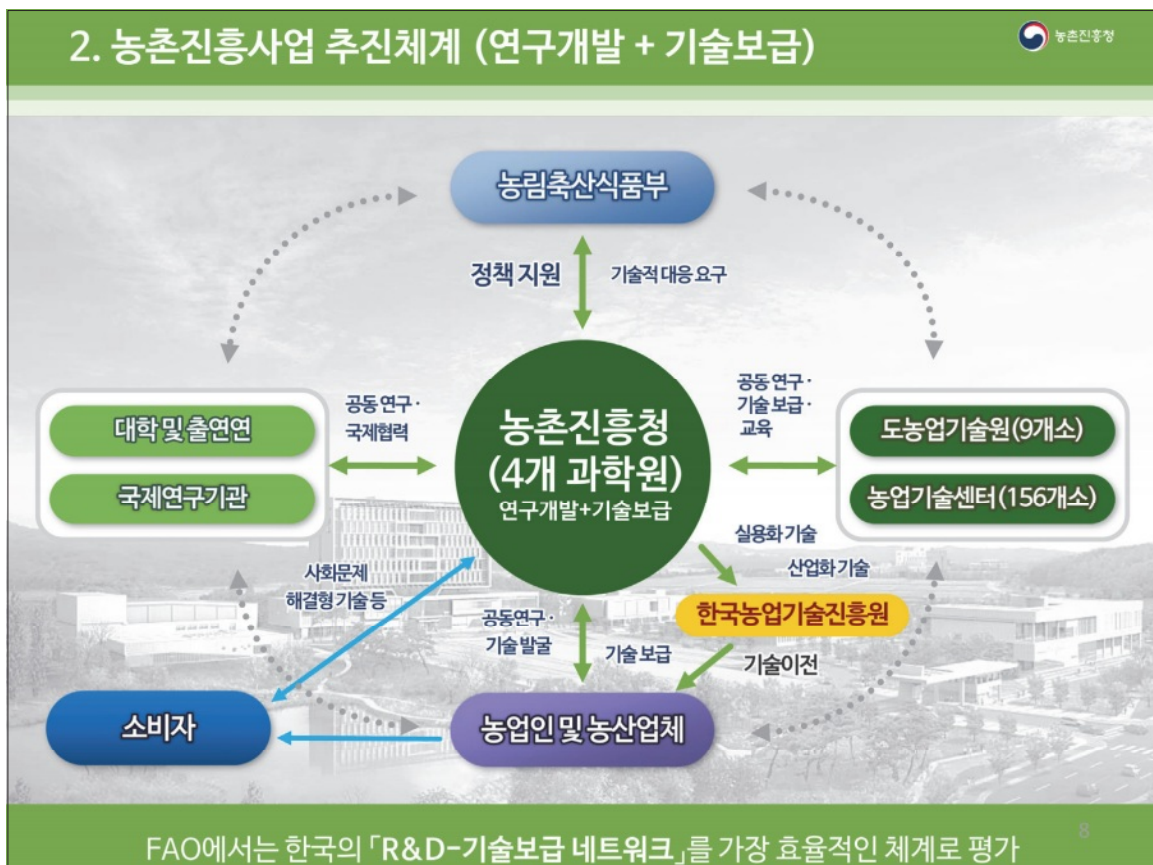 2. 농촌진흥사업 추진체계 (연구개발 + 기술보급)
농촌진흥청
농림축산식품부
정책 지원
기술적 대응 요구
대학 및 출연연
국제연구기관
공동 연구·
국제협력
농촌진흥청
(4개 과학원)
연구개발+기술보급
공동 연구·
기술 보급·
교육
도농업기술원(9개소)
농업기술센터(156개소)
사회문제
해결형 기술 등
공동연구·
기술 발굴
기술 보급
실용화 기술
산업화 기술
한국농업기술진흥원
기술이전
소비자
농업인 및 농산업체
FAO에서는 한국의 「R&D-기술보급 네트워크」를 가장 효율적인 체계로 평가
8